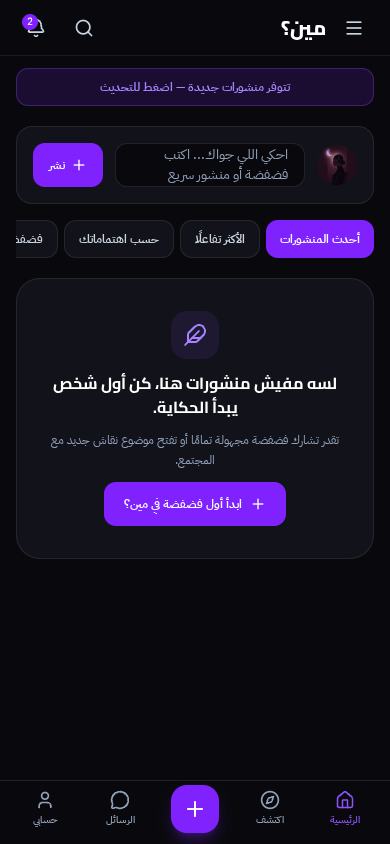 مين؟
2
تتوفر منشورات جديدة — اضغط للتحديث
احكي اللي جواك... اكتب
فضفضة أو منشور سريع
نشر
أحدث المنشورات
الأكثر تفاعلًا
حسب اهتماماتك
لسه مفيش منشورات هنا، كن أول شخص
يبدأ الحكاية.
تقدر تشارك فضفضة مجهولة تمامًا أو تفتح موضوع نقاش جديد مع
المجتمع.
ابدأ أول فضفضة في مين؟
الرئيسية
اكتشف
الرسائل
حسابي